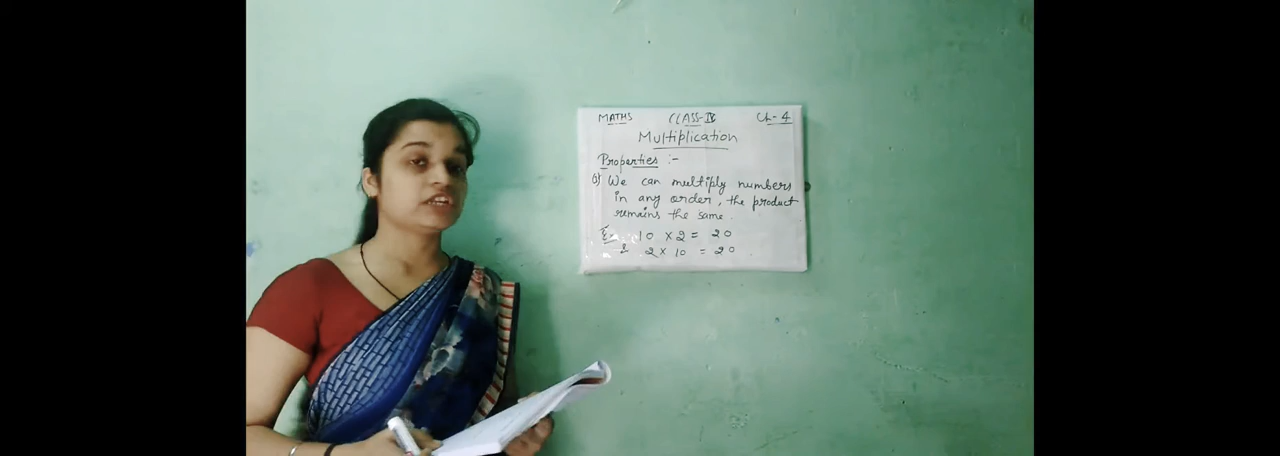 MATHS CLASS-IV Ch-4
Multiplication
Properties :-
We can multiply numbers
in any order, the product
remains the same.
10 × 2 = 20
2 × 10 = 20